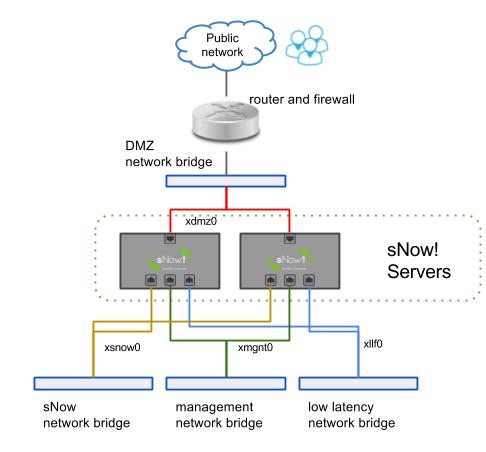 Public
network
router and firewall
DMZ
network bridge
xdmz0
sNow!
sNow!
sNow!
Servers
xsnow0
xmgnt0
xllf0
sNow
network bridge
management
network bridge
low latency
network bridge